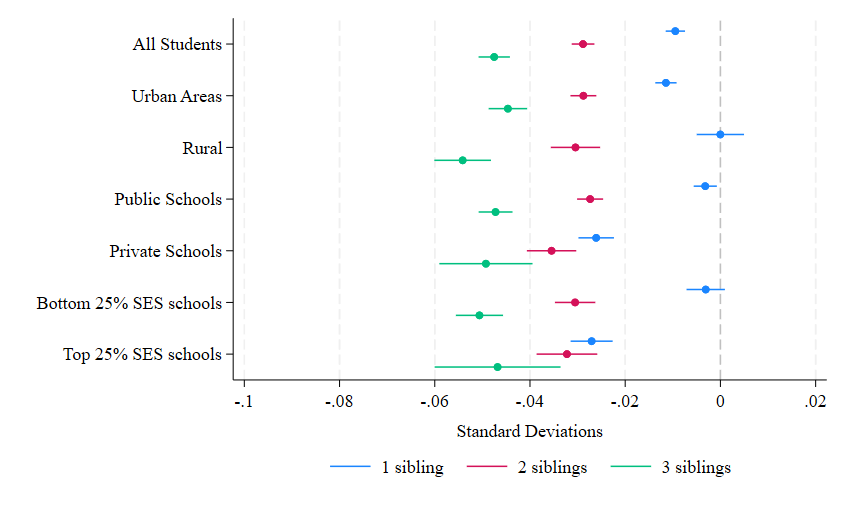 All Students
Urban Areas
Rural
Public Schools
Private Schools
Bottom 25% SES schools
Top 25% SES schools
-.1 -.08 -.06 -.04 -.02 0 .02
Standard Deviations
1 sibling 2 siblings 3 siblings